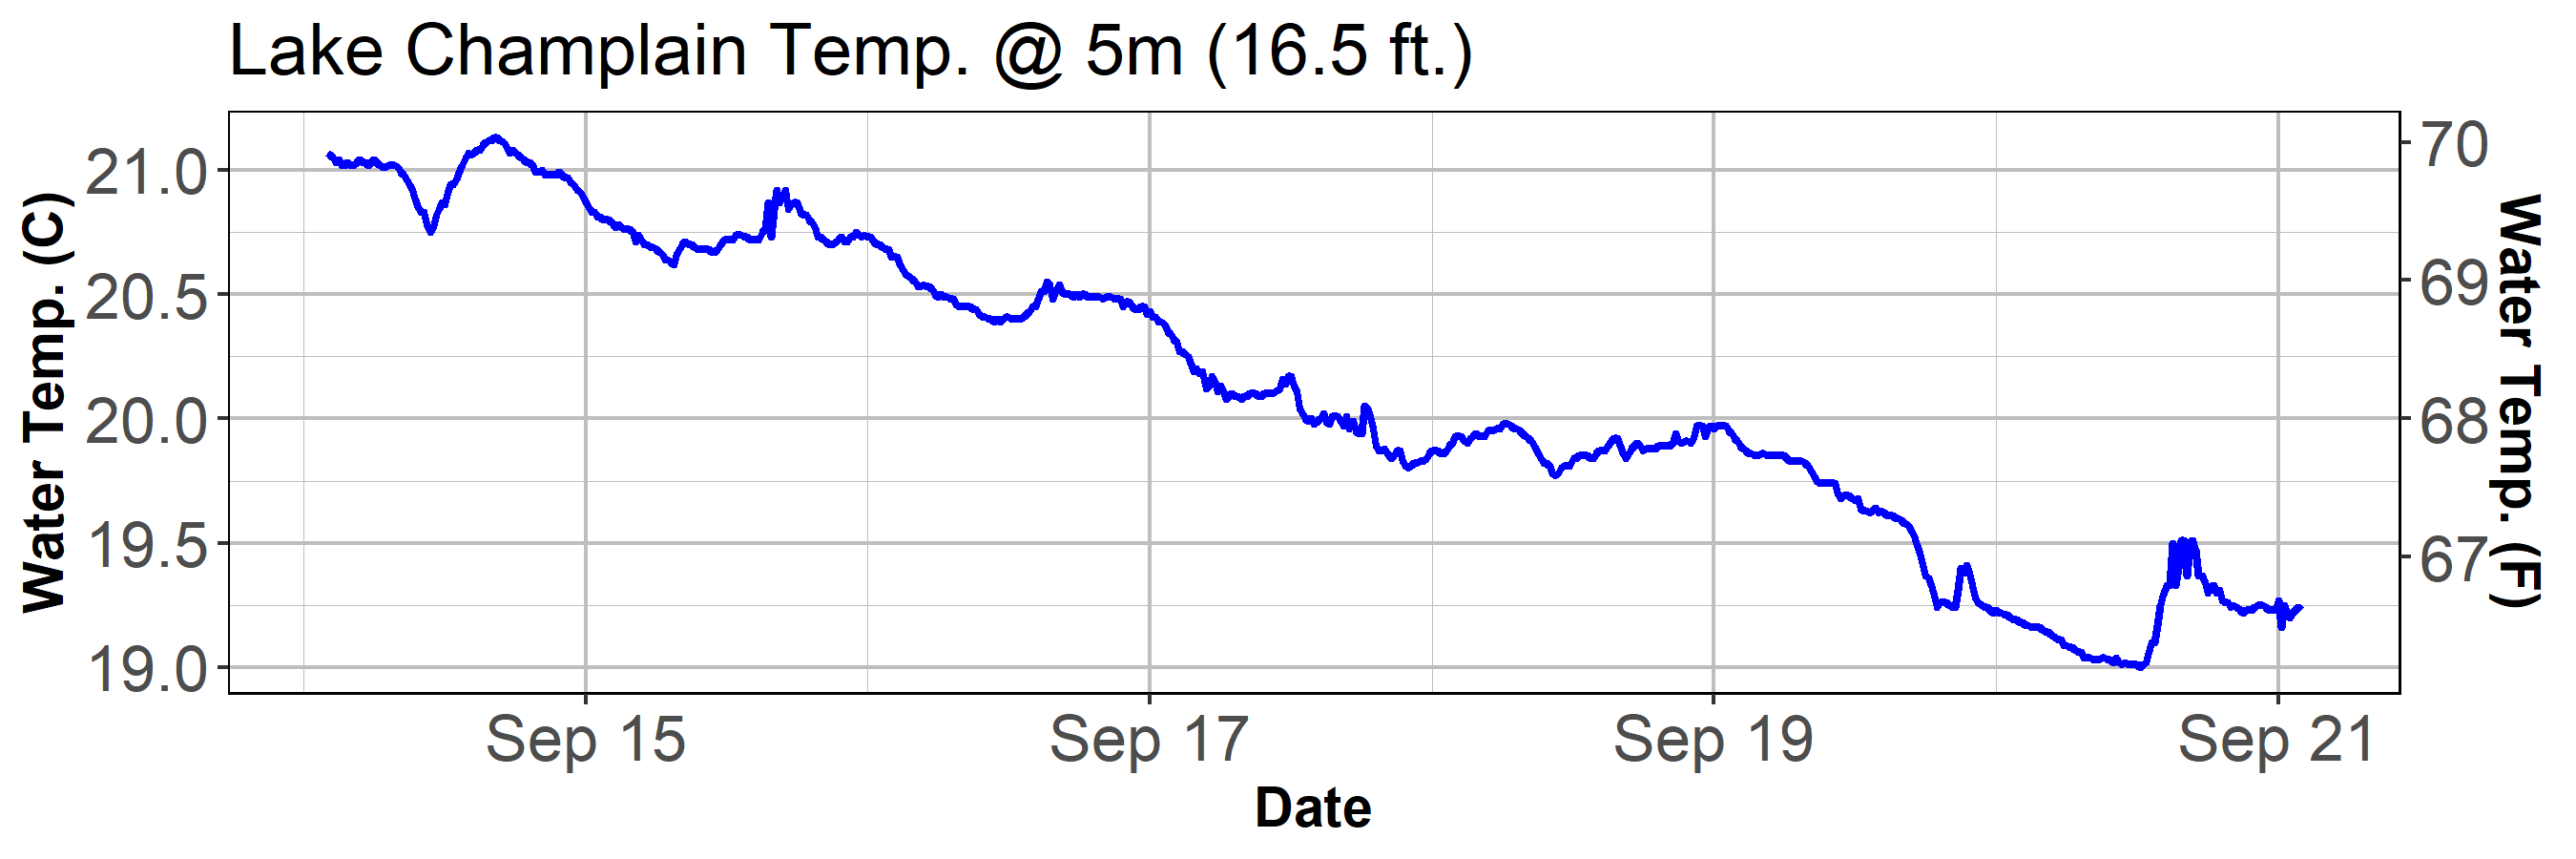 Lake Champlain Temp. @ 5m (16.5 ft.)
Water Temp. (C)
21.0
20.5
20.0
19.5
19.0
70
69
68
67
Water Temp. (F)
Sep 15
Sep 17
Sep 19
Sep 21
Date